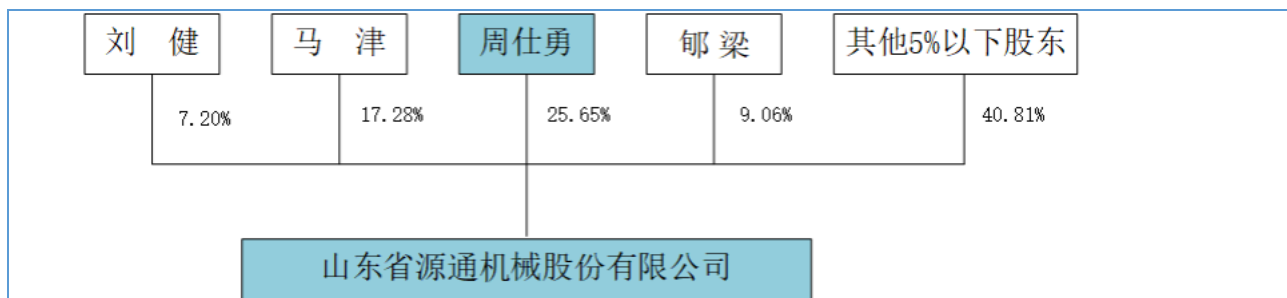 刘 健 马 津 周仕勇 郇梁 其他5%以下股东
7.20% 17.28% 25.65% 9.06% 40.81%
山东省源通机械股份有限公司